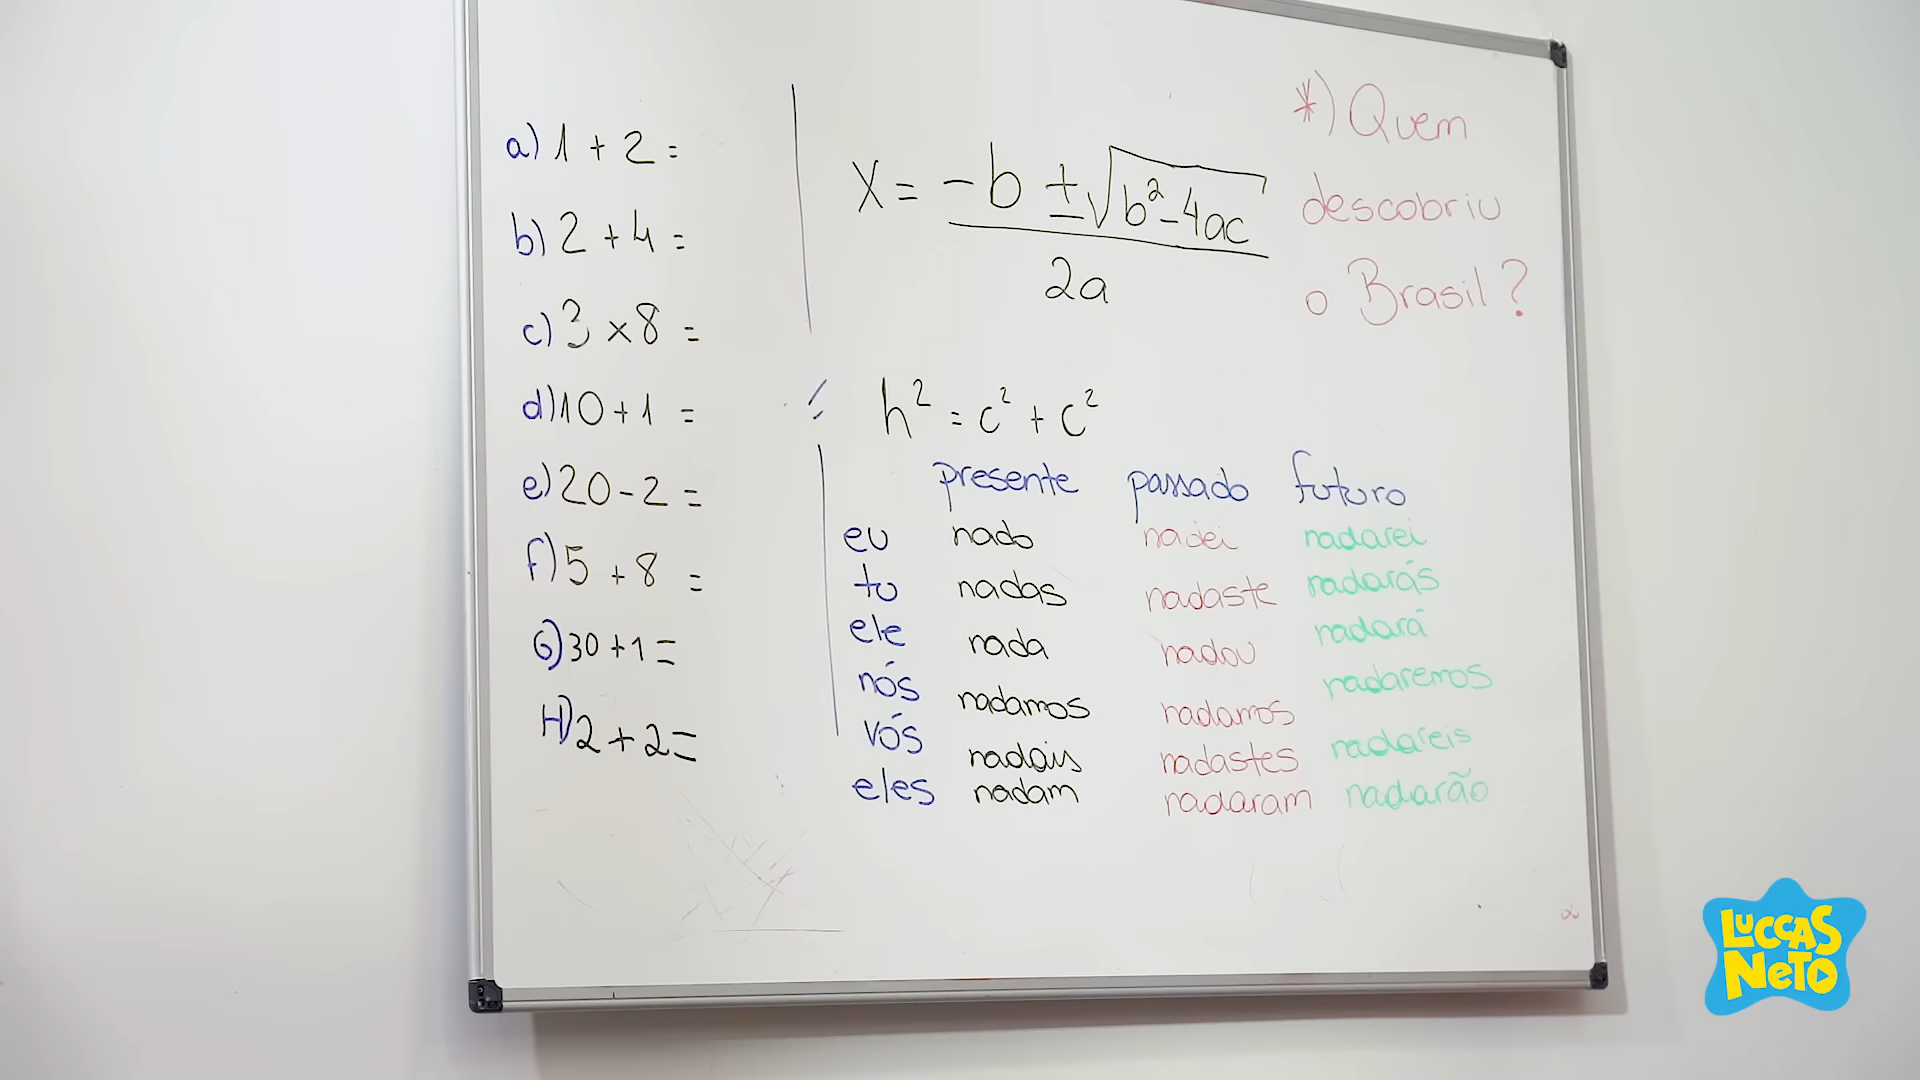 a) 1 + 2 =
b) 2 + 4 =
c) 3 x 8 =
d) 10 + 1 =
e) 20 - 2 =
f) 5 + 8 =
G) 30 + 1 =
H) 2 + 2 =
X = -b ± √b² - 4ac
2a
h² = c² + c²
*) Quem
descobriu
o Brasil?
presente passado futuro
eu nado nadei nadarei
tu nadas nadaste nadarás
ele nada nadou nadará
nós nadamos nadamos nadaremos
vós nadais nadastes nadareis
eles nadam nadaram nadarão
LUCCAS
NETO